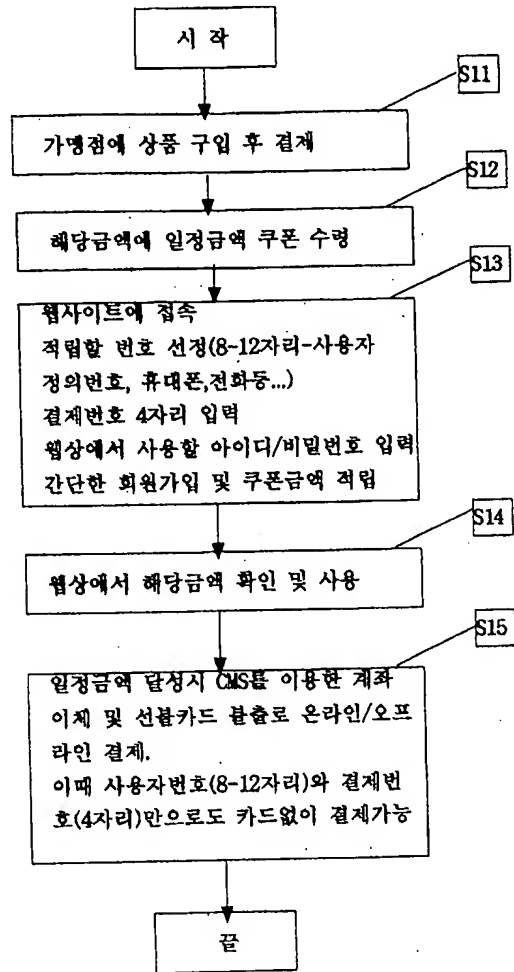 시 작
S11
가맹점에 상품 구입 후 결제
S12
해당금액에 일정금액 쿠폰 수령
S13
웹사이트에 접속
적립할 번호 선정(8-12자리-사용자
정의번호, 휴대폰,전화등...)
결제번호 4자리 입력
웹상에서 사용할 아이디/비밀번호 입력
간단한 회원가입 및 쿠폰금액 적립
S14
웹상에서 해당금액 확인 및 사용
S15
일정금액 달성시 CMS를 이용한 계좌
이체 및 선불카드 불출로 온라인/오프
라인 결제.
이때 사용자번호(8-12자리)와 결제번
호(4자리)만으로도 카드없이 결제가능
끝